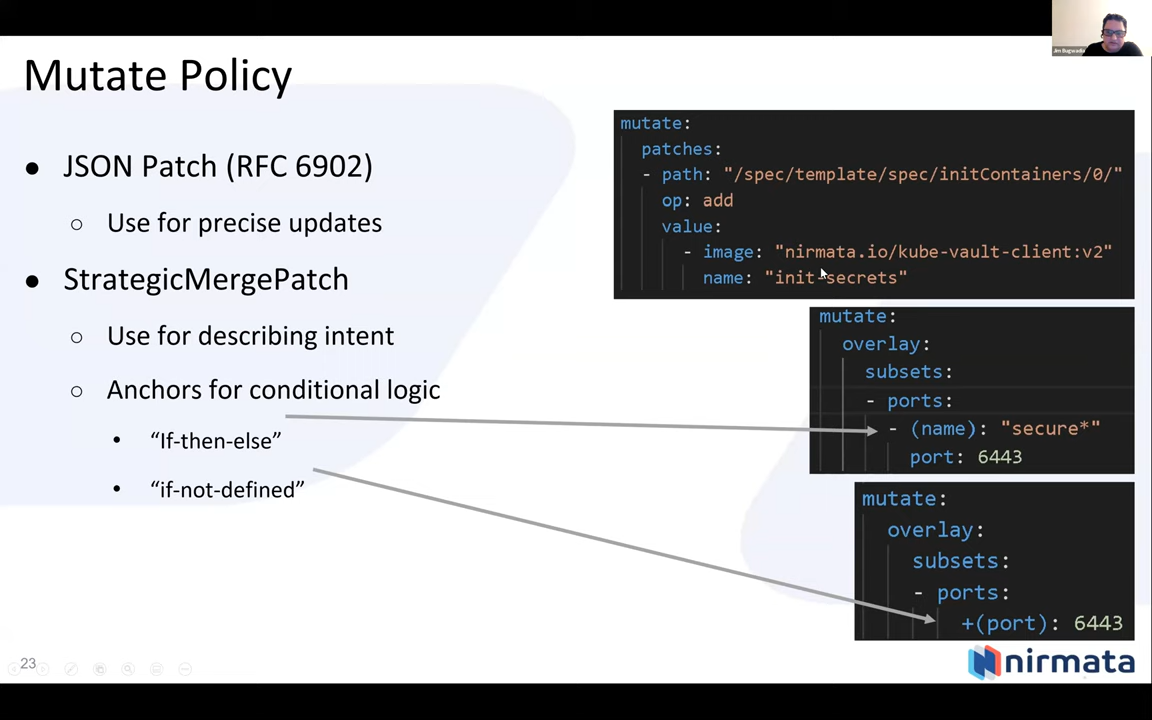 Jim Bugwadia
Mutate Policy
● JSON Patch (RFC 6902)
○ Use for precise updates
● StrategicMergePatch
○ Use for describing intent
○ Anchors for conditional logic
• “If-then-else”
• “if-not-defined”
mutate:
patches:
- path: "/spec/template/spec/initContainers/0/"
op: add
value:
- image: "nirmata.io/kube-vault-client:v2"
name: "init-secrets"
mutate:
overlay:
subsets:
- ports:
- (name): "secure*"
port: 6443
mutate:
overlay:
subsets:
- ports:
+(port): 6443
23
nirmata